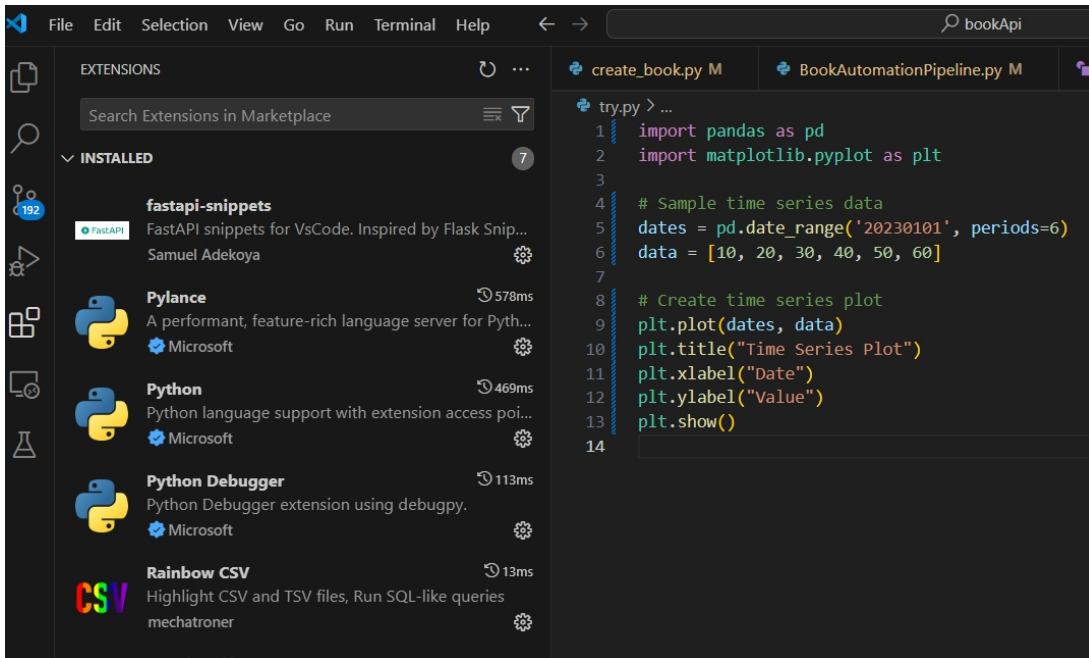 File Edit Selection View Go Run Terminal Help
bookApi
EXTENSIONS
Search Extensions in Marketplace
INSTALLED
7
192
fastapi-snippets
FastAPI
FastAPI snippets for VsCode. Inspired by Flask Snip...
Samuel Adekoya
Pylance
578ms
A performant, feature-rich language server for Pyth...
Microsoft
Python
469ms
Python language support with extension access poi...
Microsoft
Python Debugger
113ms
Python Debugger extension using debugpy.
Microsoft
Rainbow CSV
13ms
CSV
Highlight CSV and TSV files, Run SQL-like queries
mechatroner
create_book.py M
BookAutomationPipeline.py M
try.py > ...
1 import pandas as pd
2 import matplotlib.pyplot as plt
3
4 # Sample time series data
5 dates = pd.date_range('20230101', periods=6)
6 data = [10, 20, 30, 40, 50, 60]
7
8 # Create time series plot
9 plt.plot(dates, data)
10 plt.title("Time Series Plot")
11 plt.xlabel("Date")
12 plt.ylabel("Value")
13 plt.show()
14